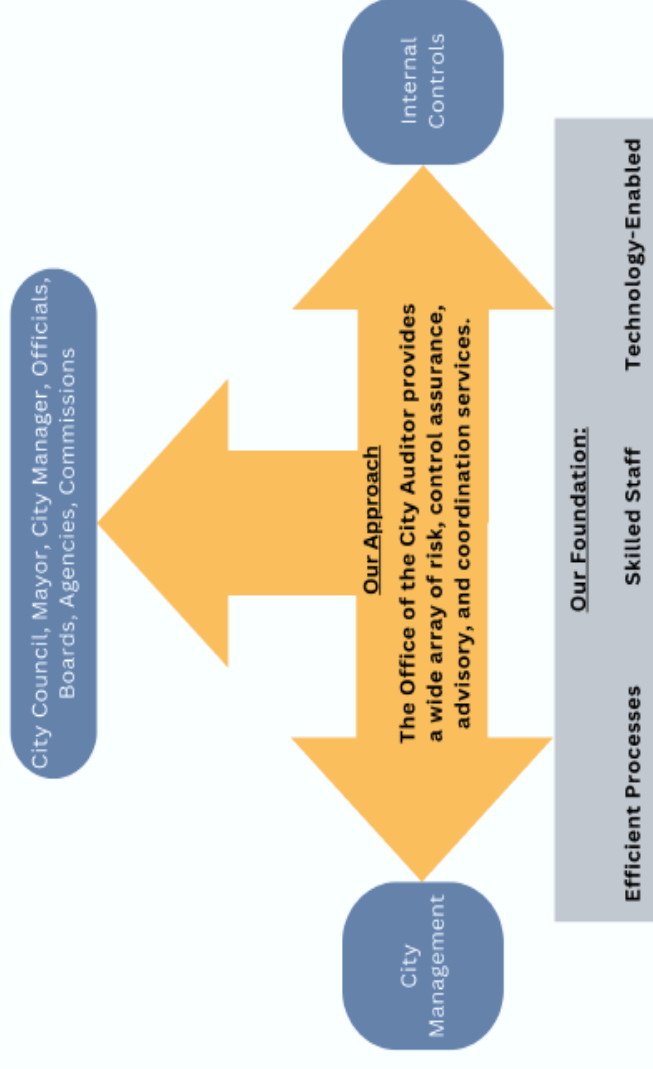 City Council, Mayor, City Manager, Officials,
Boards, Agencies, Commissions
Our Approach
The Office of the City Auditor provides
a wide array of risk, control assurance,
advisory, and coordination services.
City
Management
Internal
Controls
Our Foundation:
Efficient Processes
Skilled Staff
Technology-Enabled